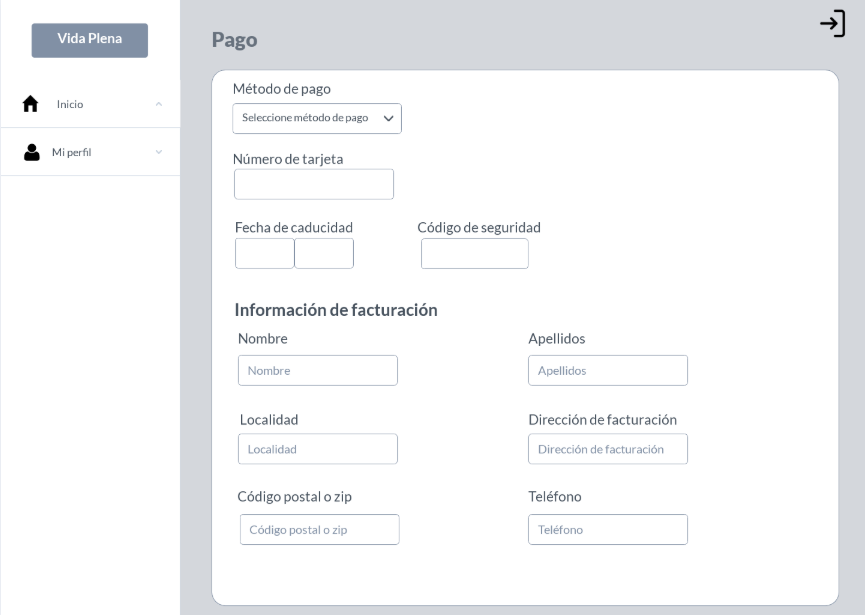 Vida Plena
Inicio
Mi perfil
Pago
Método de pago
Seleccione método de pago
Número de tarjeta
Fecha de caducidad
Código de seguridad
Información de facturación
Nombre
Apellidos
Nombre
Apellidos
Localidad
Dirección de facturación
Localidad
Dirección de facturación
Código postal o zip
Teléfono
Código postal o zip
Teléfono